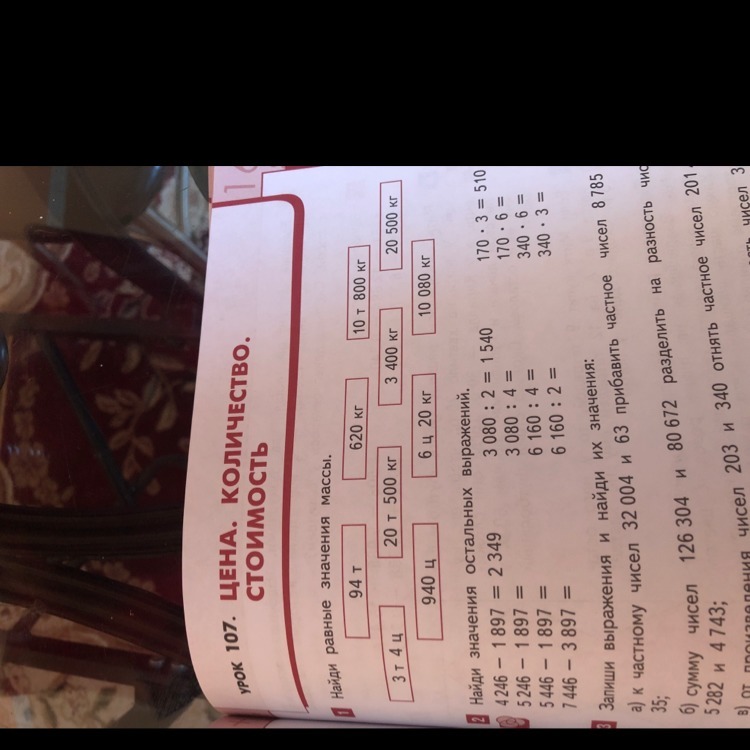 УРОК 107. ЦЕНА. КОЛИЧЕСТВО.
СТОИМОСТЬ
1 Найди равные значения массы.
94 т 620 кг 10 т 800 кг
3 т 4 ц 20 т 500 кг 3 400 кг 20 500 кг
940 ц 6 ц 20 кг 10 080 кг
2 Найди значения остальных выражений.
4 246 − 1 897 = 2 349 3 080 : 2 = 1 540 170 · 3 = 510
5 246 − 1 897 = 3 080 : 4 = 170 · 6 =
5 446 − 1 897 = 6 160 : 4 = 340 · 6 =
7 446 − 3 897 = 6 160 : 2 = 340 · 3 =
3 Запиши выражения и найди их значения:
а) к частному чисел 32 004 и 63 прибавить частное чисел 8 785
35;
б) сумму чисел 126 304 и 80 672 разделить на разность чис
5 282 и 4 743;
в) от произведения чисел 203 и 340 отнять частное чисел 201
чисел 3